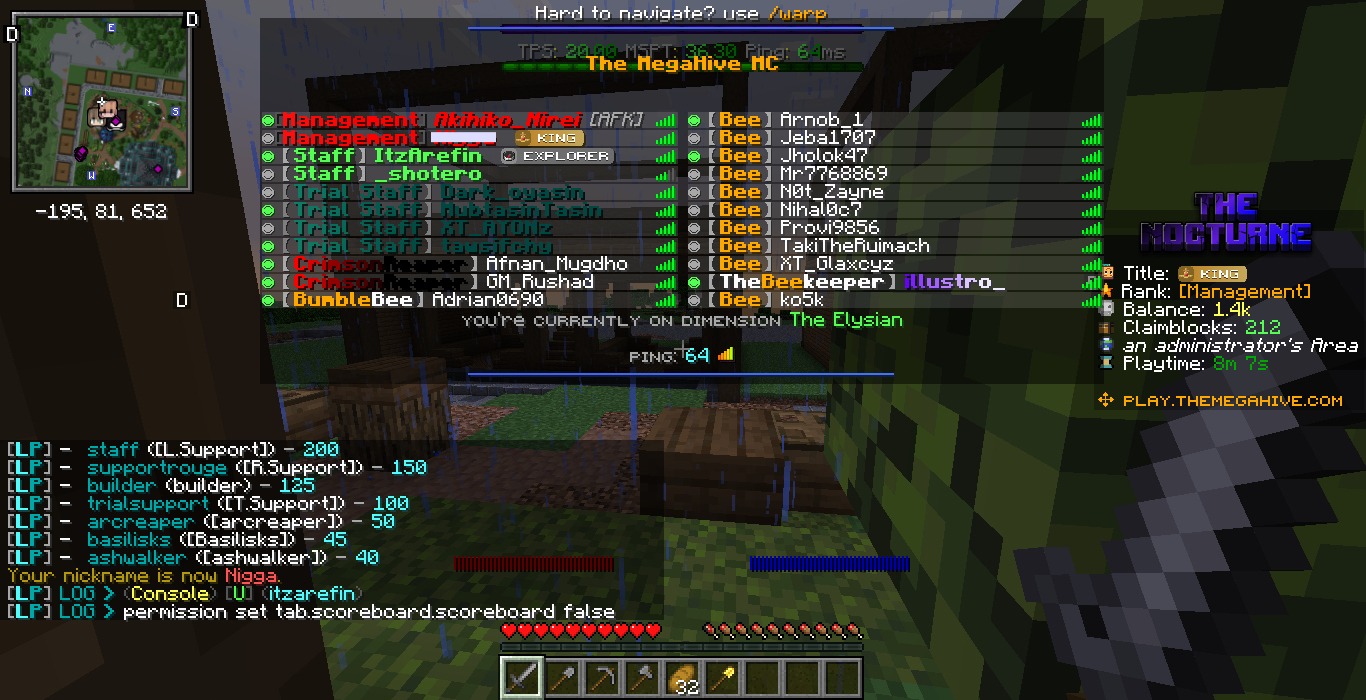 Hard to navigate? use /warp
TPS: 20.00 MSPT: 36.30 Ping: 64ms
The MegaHive MC
[Management] Akihiko_Mirei [AFK]
[Management] KING
[Staff] ItzArefin EXPLORER
[Staff] _shotero
[Trial Staff] Dark_oyasin
[Trial Staff] AubtasinTasin
[Trial Staff] XT_ATOMz
[Trial Staff] tawsifchy
[CrimsonReaper] Afnan_Mugdho
[CrimsonReaper] GM_Rushad
[BumbleBee] Adrian0690
[Bee] Arnob_1
[Bee] Jeba1707
[Bee] Jholok47
[Bee] Mr7768869
[Bee] N0t_Zayne
[Bee] Nihal0c7
[Bee] Provi9856
[Bee] TakiTheRuimach
[Bee] XT_Glaxcyz
[TheBeekeeper] illustro_
[Bee] ko5k
YOU'RE CURRENTLY ON DIMENSION The Elysian
PING: 64
D
D
E
N
S
W
-195, 81, 652
D
THE
NOCTURNE
Title: KING
Rank: [Management]
Balance: 1.4k
Claimblocks: 212
an administrator's Area
Playtime: 8m 7s
PLAY.THEMEGAHIVE.COM
[LP] - staff ([L.Support]) - 200
[LP] - supportrouge ([R.Support]) - 150
[LP] - builder (builder) - 125
[LP] - trialsupport ([T.Support]) - 100
[LP] - arcreaper ([arcreaper]) - 50
[LP] - basilisks ([Basilisks]) - 45
[LP] - ashwalker ([ashwalker]) - 40
Your nickname is now Nigga.
[LP] LOG > (Console) [U] (itzarefin)
[LP] LOG > permission set tab.scoreboard.scoreboard false
32